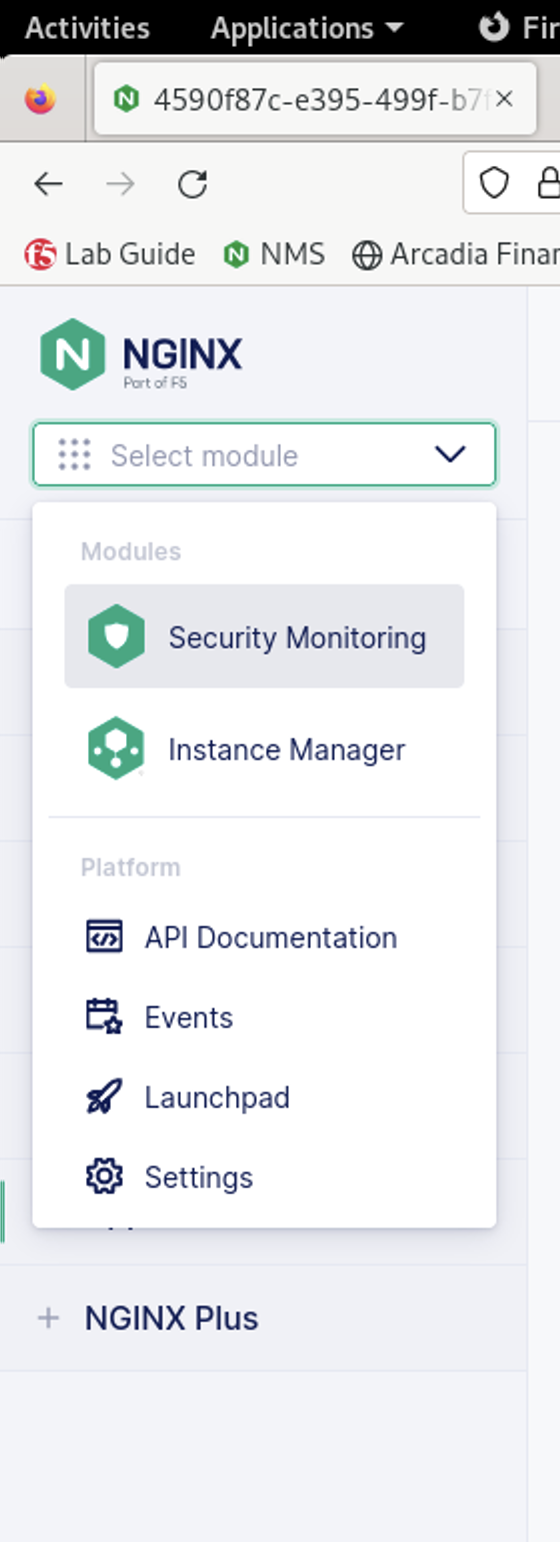 Activities Applications Fir
4590f87c-e395-499f-b7f
Lab Guide NMS Arcadia Finan
NGINX
Part of F5
Select module
Modules
Security Monitoring
Instance Manager
Platform
API Documentation
Events
Launchpad
Settings
NGINX Plus